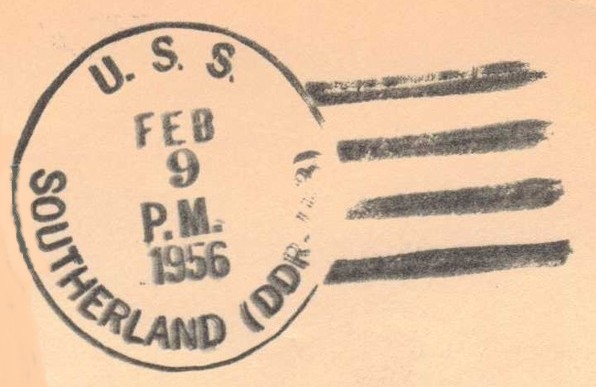 U. S. S.
FEB
9
P.M.
1956
SOUTHERLAND (DDR-